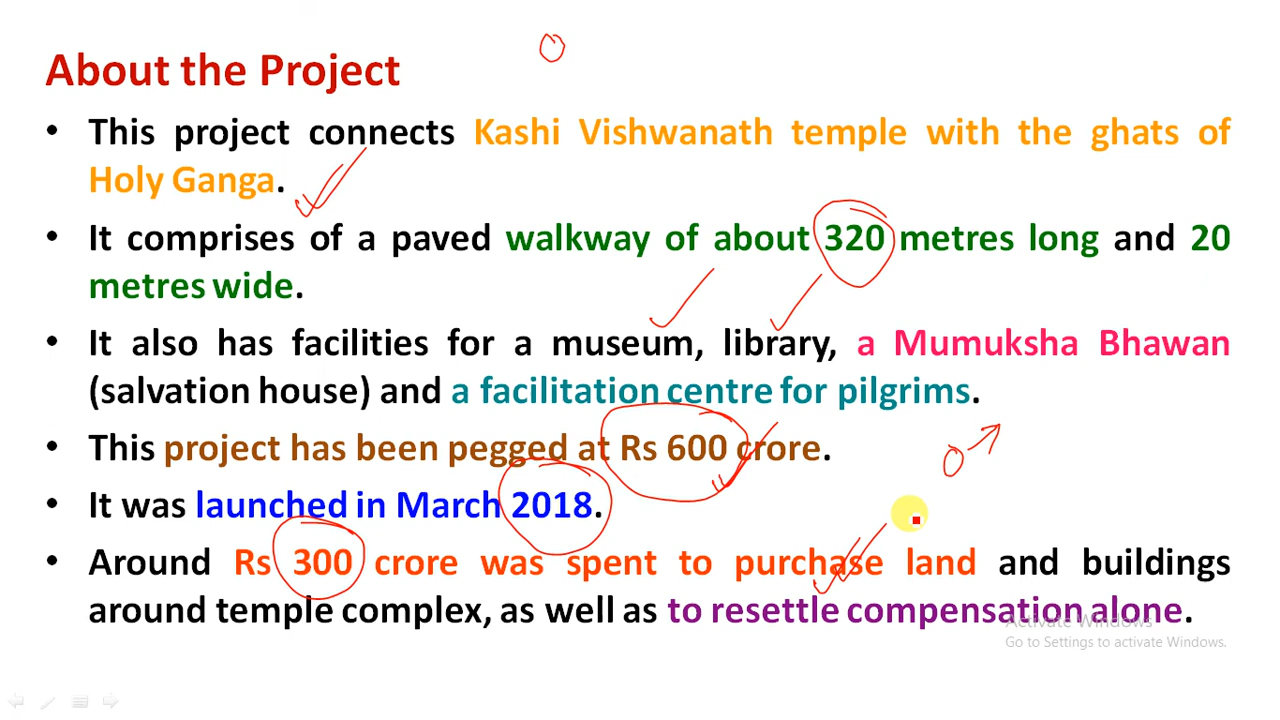 About the Project
• This project connects Kashi Vishwanath temple with the ghats of
Holy Ganga.
• It comprises of a paved walkway of about 320 metres long and 20
metres wide.
• It also has facilities for a museum, library, a Mumuksha Bhawan
(salvation house) and a facilitation centre for pilgrims.
• This project has been pegged at Rs 600 crore.
• It was launched in March 2018.
• Around Rs 300 crore was spent to purchase land and buildings
around temple complex, as well as to resettle compensation alone.
Activate Windows
Go to Settings to activate Windows.